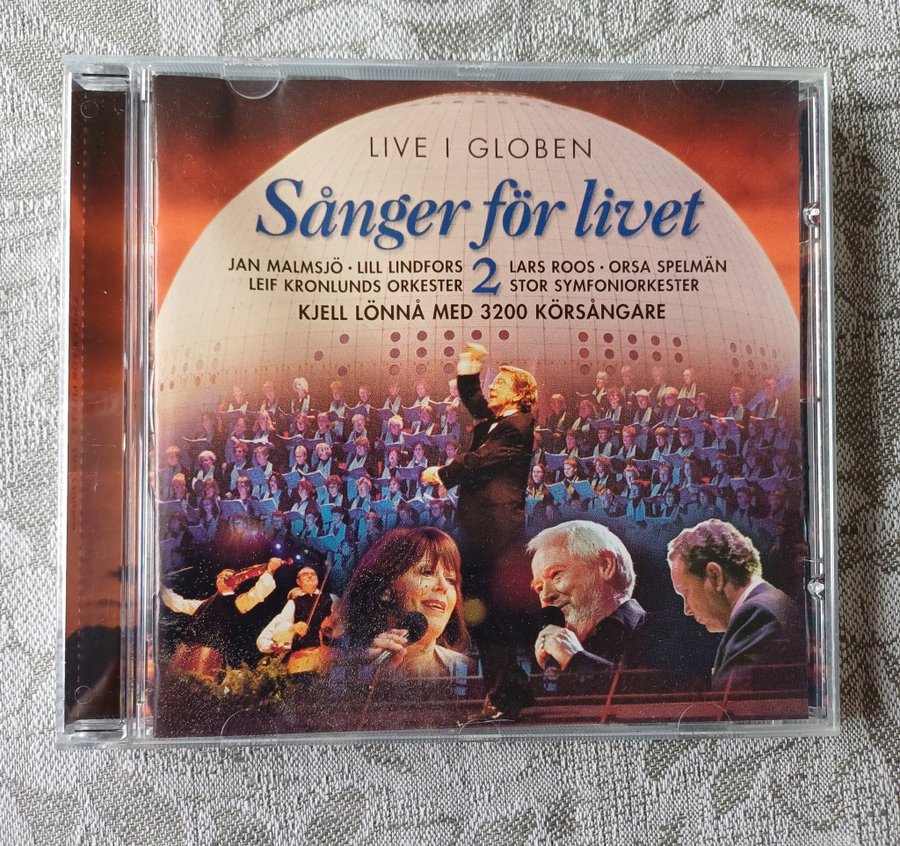 LIVE I GLOBEN
Sånger för livet
JAN MALMSJÖ · LILL LINDFORS 2 LARS ROOS · ORSA SPELMÄN
LEIF KRONLUNDS ORKESTER STOR SYMFONIORKESTER
KJELL LÖNNÅ MED 3200 KÖRSÅNGARE